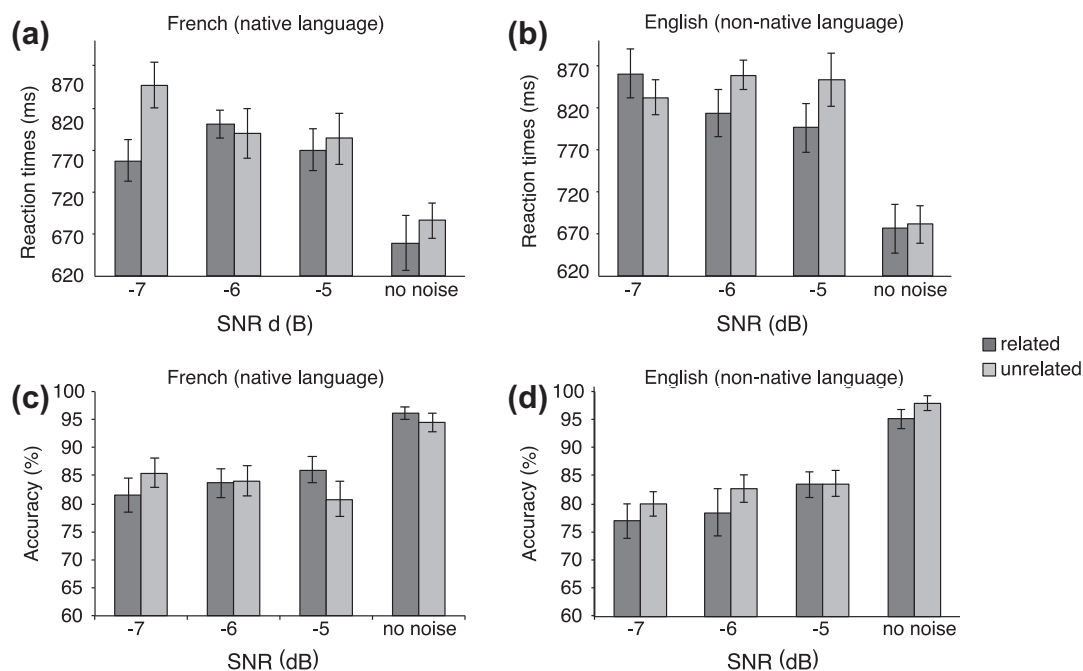 (a)
French (native language)
Reaction times (ms)
870
820
770
720
670
620
-7
-6
-5
no noise
SNR d (B)
(b)
English (non-native language)
Reaction times (ms)
870
820
770
720
670
620
-7
-6
-5
no noise
SNR (dB)
related
unrelated
(c)
French (native language)
Accuracy (%)
100
95
90
85
80
75
70
65
60
-7
-6
-5
no noise
SNR (dB)
(d)
English (non-native language)
Accuracy (%)
100
95
90
85
80
75
70
65
60
-7
-6
-5
no noise
SNR (dB)